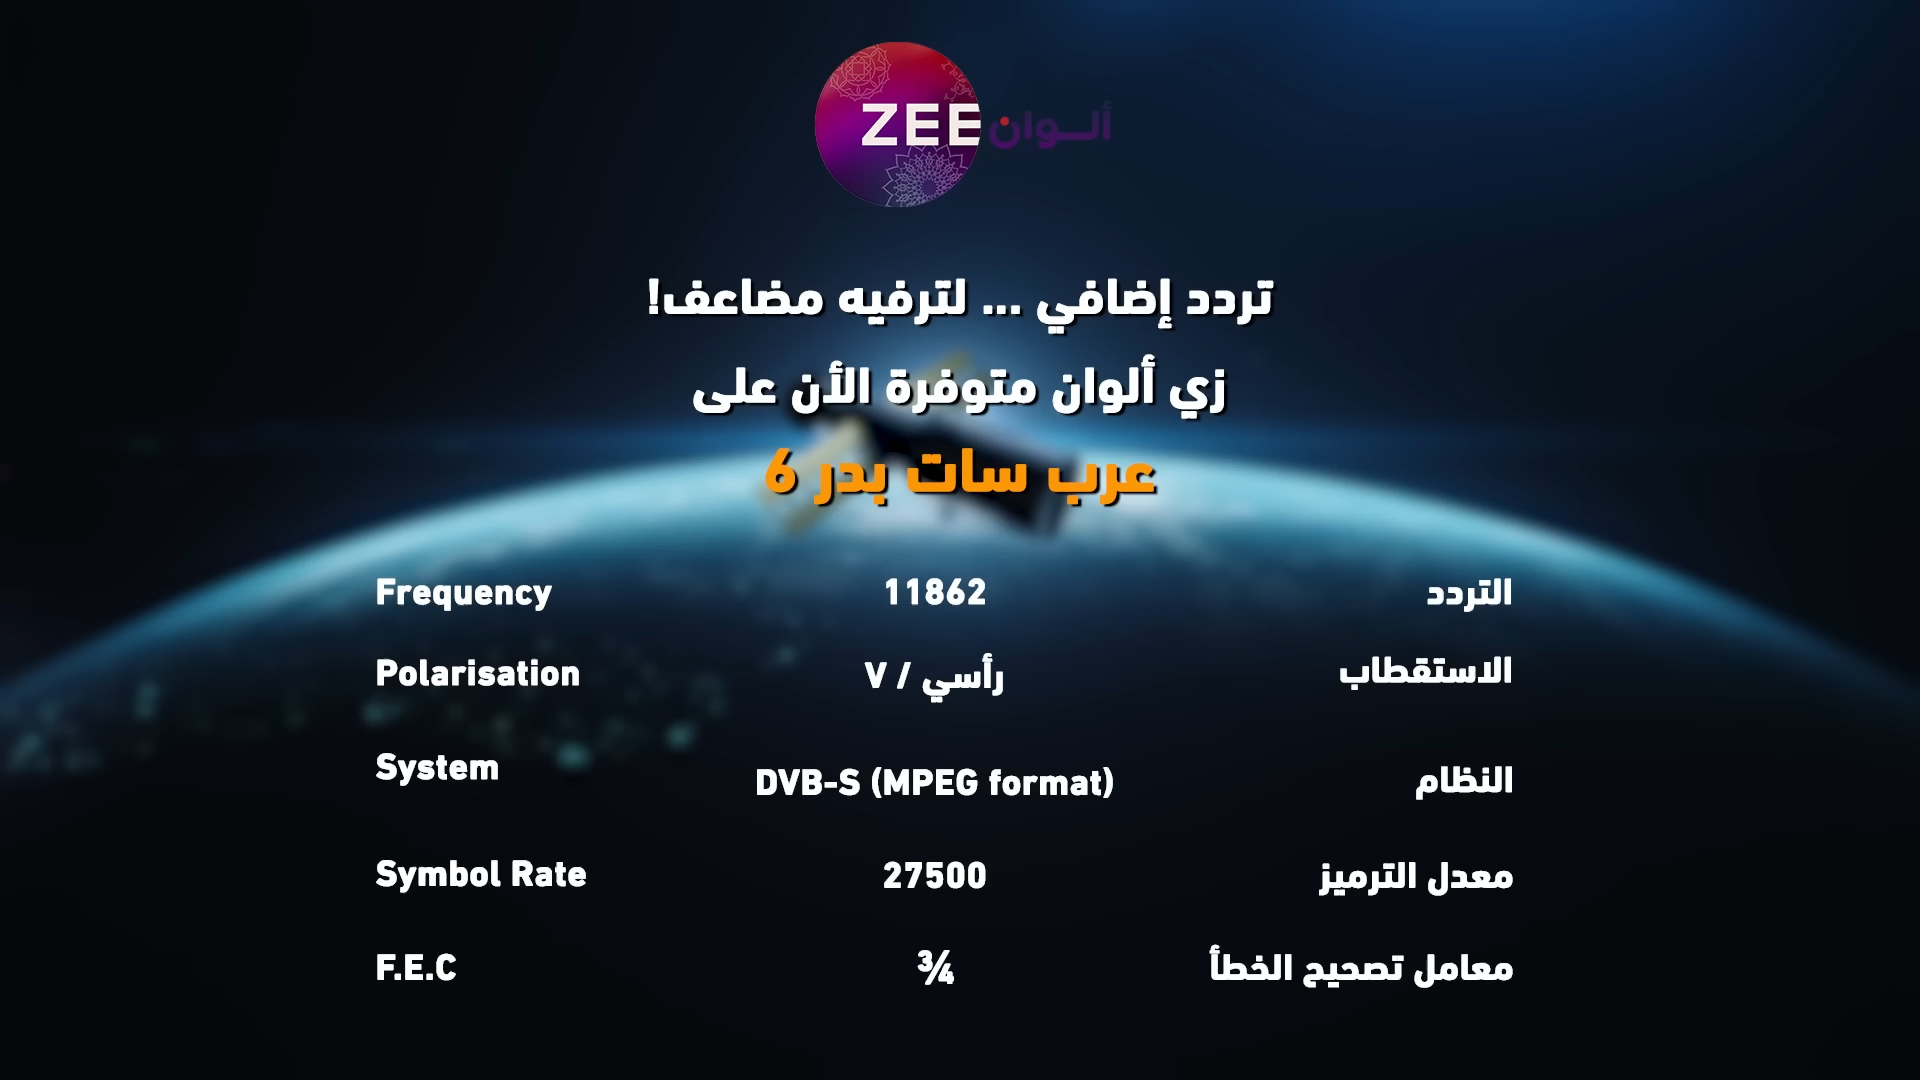 ZEE ألوان
تردد إضافي ... لترفيه مضاعف!
زي ألوان متوفرة الأن على
عرب سات بدر 6
Frequency 11862 التردد
Polarisation رأسي / V الاستقطاب
System DVB-S (MPEG format) النظام
Symbol Rate 27500 معدل الترميز
F.E.C ¾ معامل تصحيح الخطأ